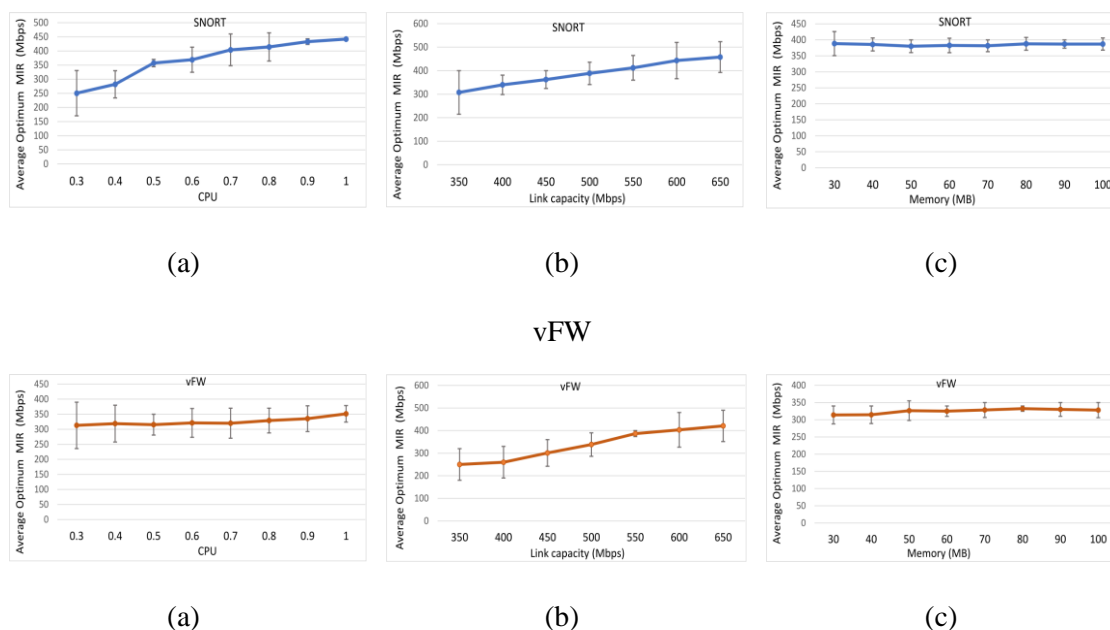 SNORT
Average Optimum MIR (Mbps)
500
450
400
350
300
250
200
150
100
50
0
0.3 0.4 0.5 0.6 0.7 0.8 0.9 1
CPU
SNORT
Average Optimum MIR (Mbps)
600
500
400
300
200
100
0
350 400 450 500 550 600 650
Link capacity (Mbps)
SNORT
Average Optimum MIR (Mbps)
450
400
350
300
250
200
150
100
50
0
30 40 50 60 70 80 90 100
Memory (MB)
(a) (b) (c)
vFW
vFW
Average Optimum MIR (Mbps)
450
400
350
300
250
200
150
100
50
0
0.3 0.4 0.5 0.6 0.7 0.8 0.9 1
CPU
vFW
Average Optimum MIR (Mbps)
600
500
400
300
200
100
0
350 400 450 500 550 600 650
Link capacity (Mbps)
vFW
Average Optimum MIR (Mbps)
400
350
300
250
200
150
100
50
0
30 40 50 60 70 80 90 100
Memory (MB)
(a) (b) (c)